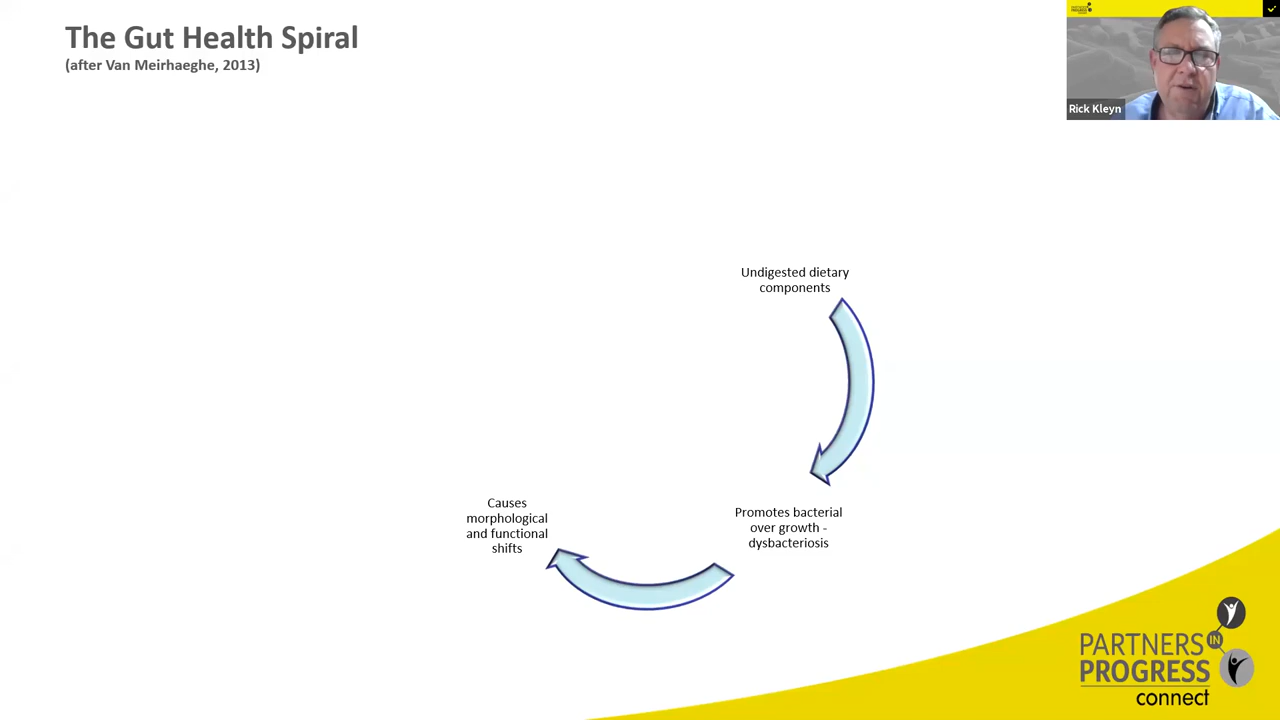 The Gut Health Spiral
(after Van Meirhaeghe, 2013)
Rick Kleyn
Undigested dietary
components
Causes
morphological
and functional
shifts
Promotes bacterial
over growth -
dysbacteriosis
PARTNERS IN
PROGRESS
connect